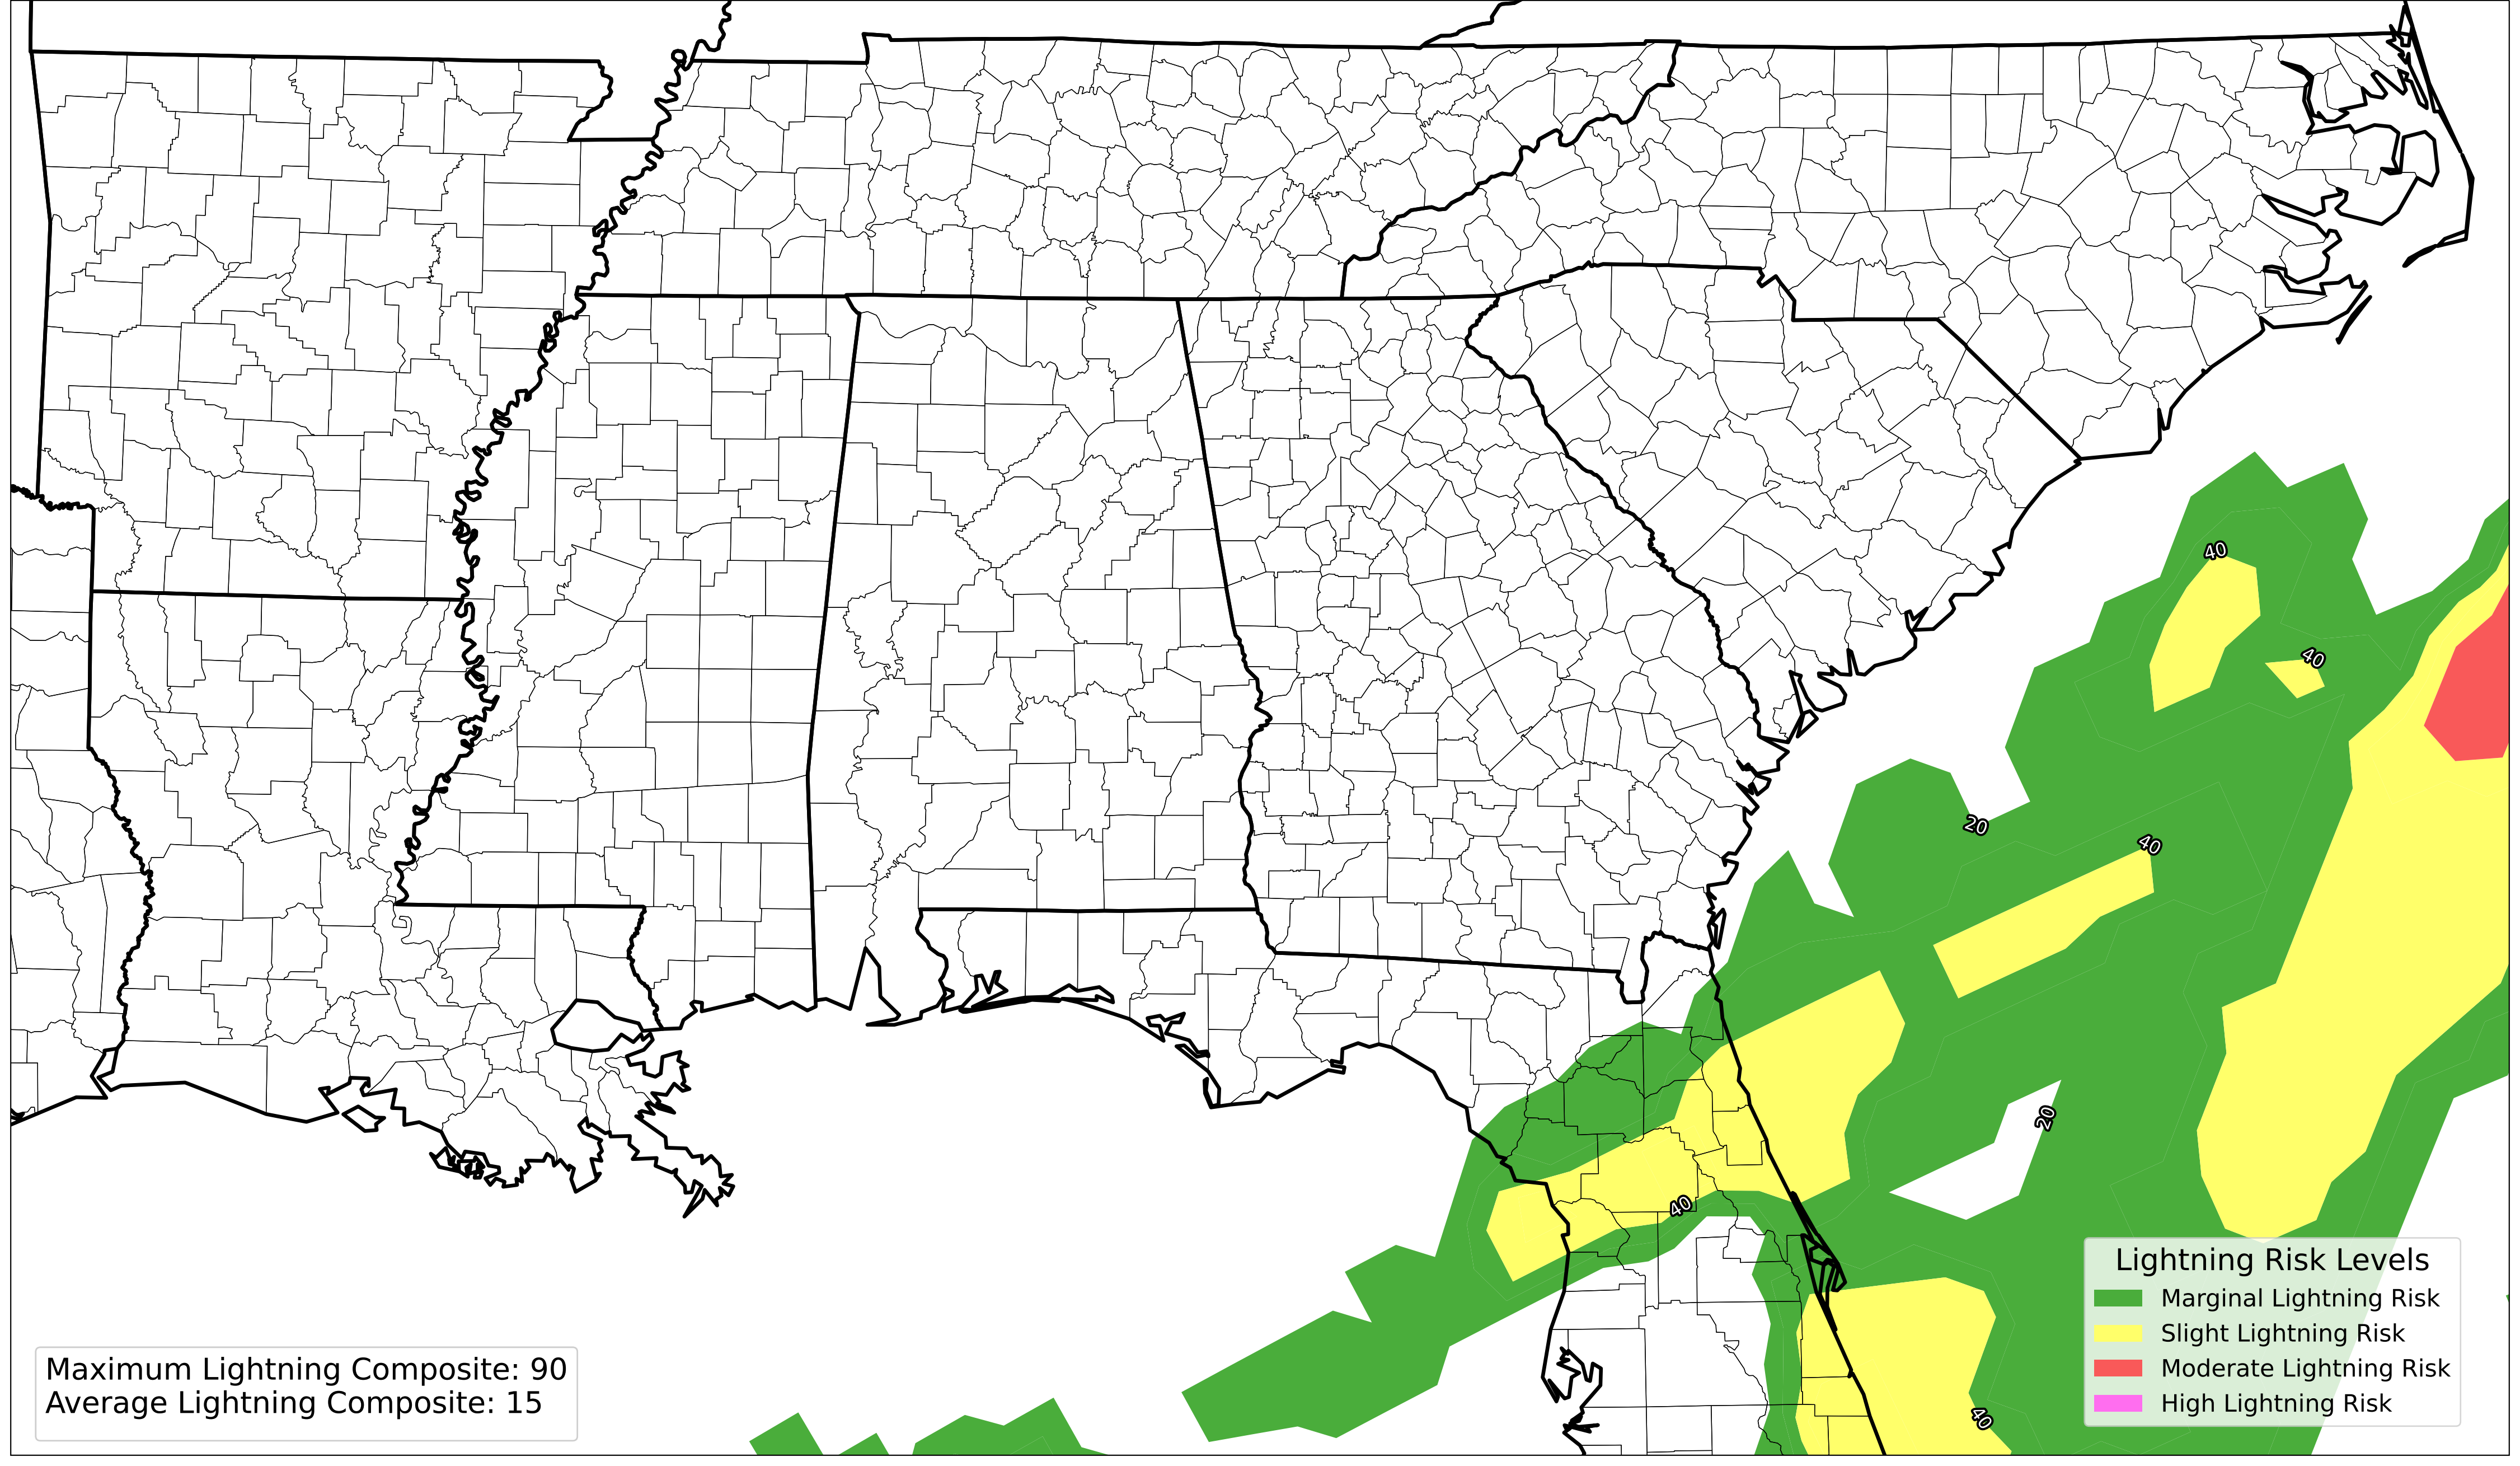 40
40
20
40
20
40
40
Lightning Risk Levels
Marginal Lightning Risk
Slight Lightning Risk
Moderate Lightning Risk
High Lightning Risk
Maximum Lightning Composite: 90
Average Lightning Composite: 15